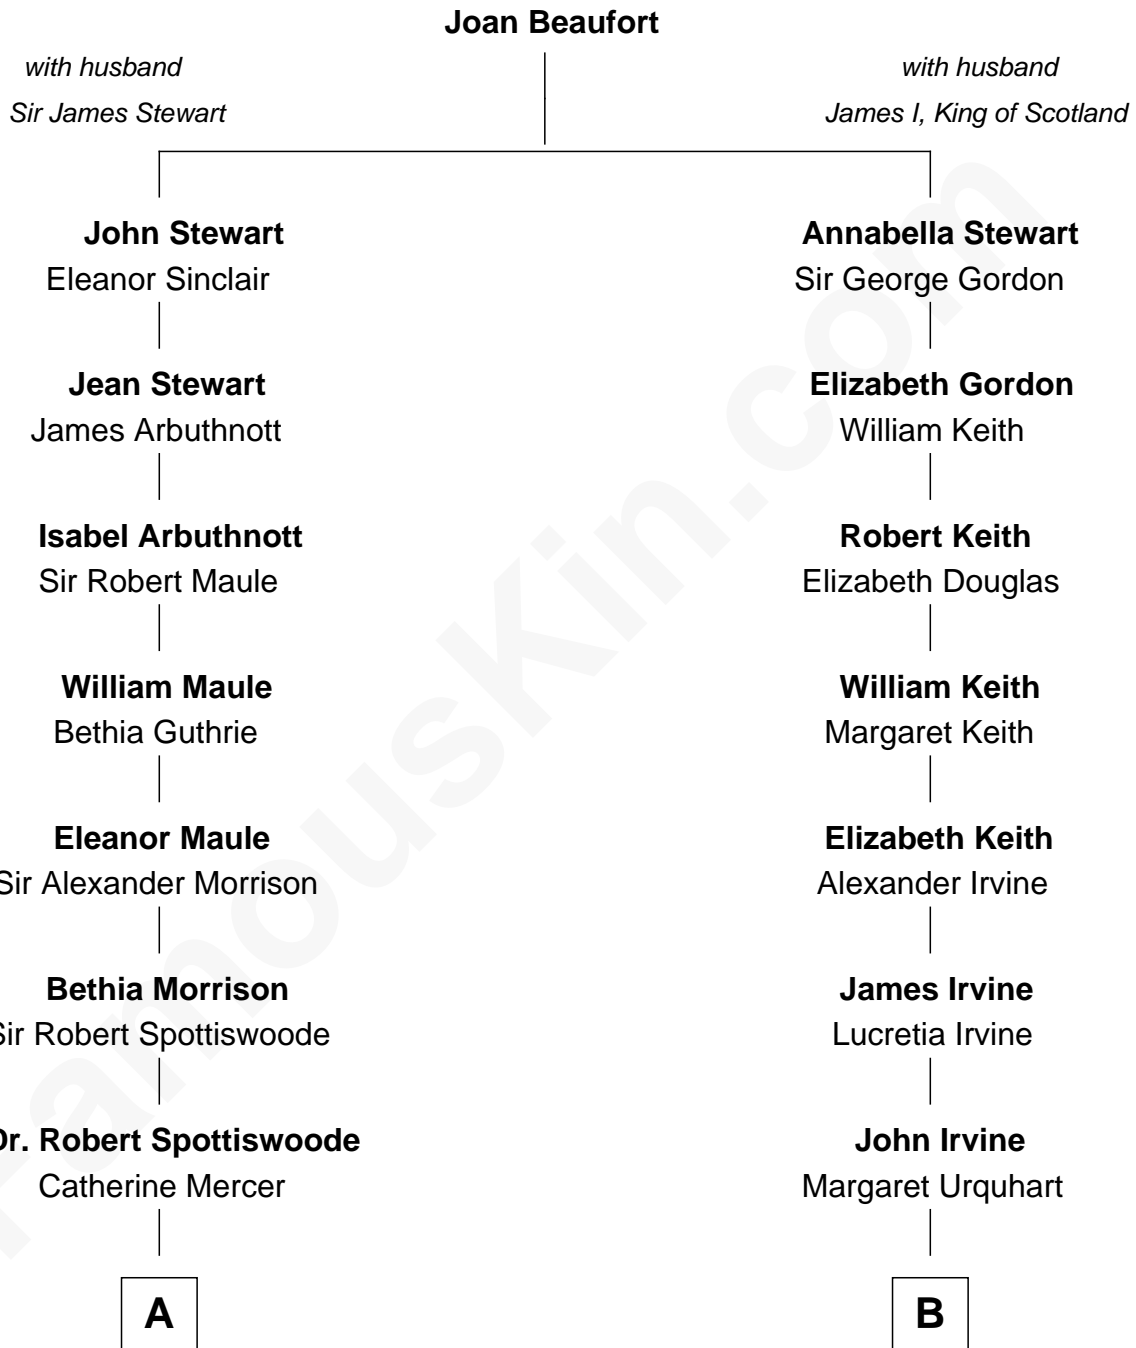 Joan Beaufort
with husband
Sir James Stewart
with husband
James I, King of Scotland
John Stewart
Eleanor Sinclair
Annabella Stewart
Sir George Gordon
Jean Stewart
James Arbuthnott
Elizabeth Gordon
William Keith
Isabel Arbuthnott
Sir Robert Maule
Robert Keith
Elizabeth Douglas
William Maule
Bethia Guthrie
William Keith
Margaret Keith
Eleanor Maule
Sir Alexander Morrison
Elizabeth Keith
Alexander Irvine
Bethia Morrison
Sir Robert Spottiswoode
James Irvine
Lucretia Irvine
Dr. Robert Spottiswoode
Catherine Mercer
John Irvine
Margaret Urquhart
A
B
FamousKin.com